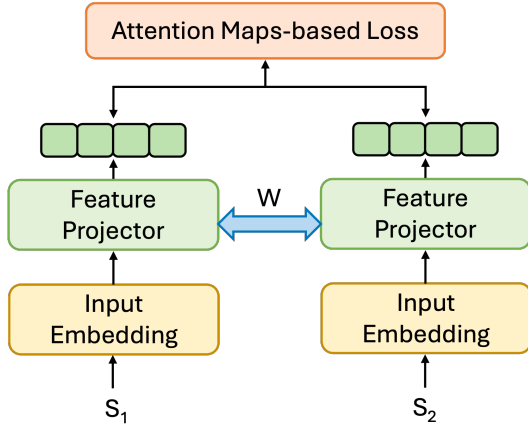 Attention Maps-based Loss
Feature
Projector
W
Feature
Projector
Input
Embedding
Input
Embedding
S₁
S₂